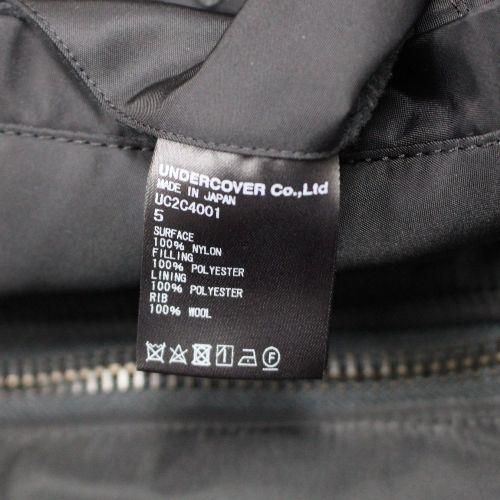 UNDERCOVER Co.,Ltd
MADE IN JAPAN
UC2C4001
5
SURFACE
100% NYLON
FILLING
100% POLYESTER
LINING
100% POLYESTER
RIB
100% WOOL
F